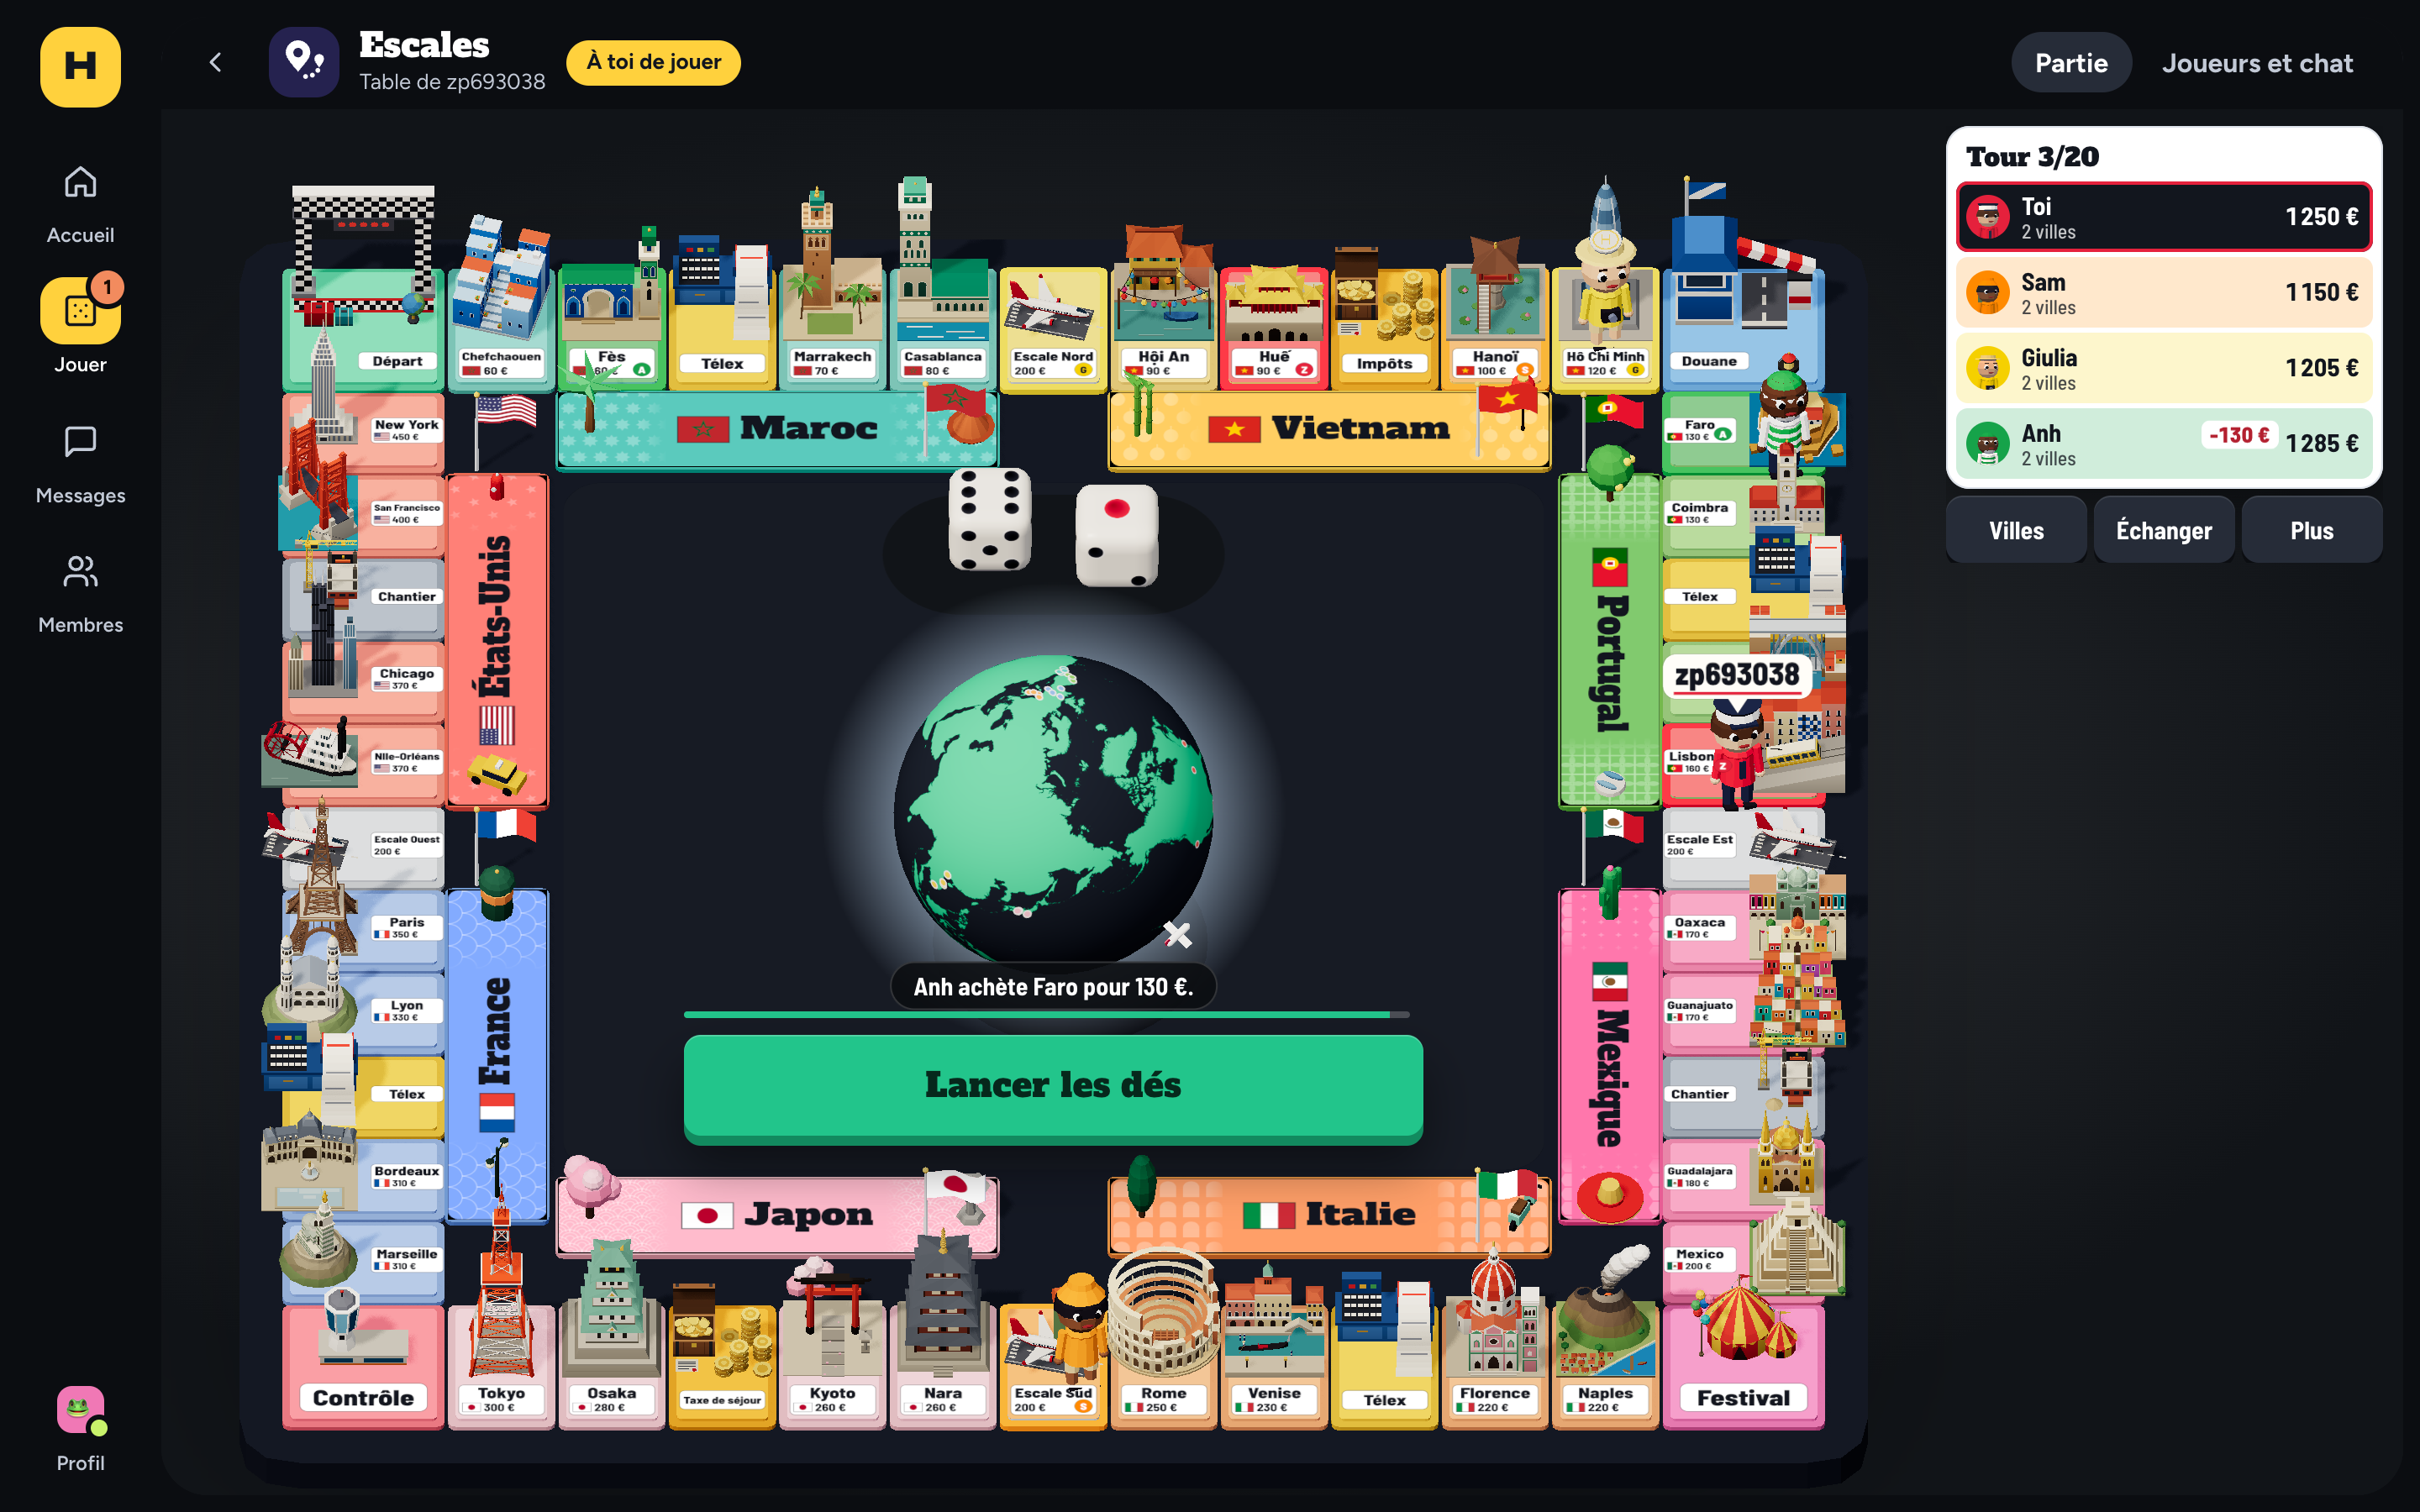 H
Escales
Table de zp693038
À toi de jouer
Partie
Joueurs et chat
Accueil
1
Jouer
Messages
Membres
Profil
Tour 3/20
Toi
2 villes
1 250 €
Sam
2 villes
1 150 €
Giulia
2 villes
1 205 €
Anh
2 villes
-130 €
1 285 €
Villes
Échanger
Plus
Départ
Chefchaouen
60 €
Fès
60 €
A
Télex
Marrakech
70 €
Casablanca
80 €
Escale Nord
200 €
G
Hội An
90 €
Huế
90 €
Z
Impôts
Hanoï
100 €
S
Hô Chi Minh
120 €
G
Douane
Maroc
Vietnam
New York
450 €
San Francisco
400 €
Chantier
Chicago
370 €
Nlle-Orléans
370 €
Escale Ouest
200 €
Paris
350 €
Lyon
330 €
Télex
Bordeaux
310 €
Marseille
310 €
États-Unis
France
Faro
130 €
A
Coimbra
130 €
Télex
zp693038
Lisbon
160 €
Z
Escale Est
200 €
Oaxaca
170 €
Guanajuato
170 €
Chantier
Guadalajara
180 €
Mexico
200 €
Portugal
Mexique
Anh achète Faro pour 130 €.
Lancer les dés
Japon
Italie
Contrôle
Tokyo
300 €
Osaka
280 €
Taxe de séjour
Kyoto
260 €
Nara
260 €
Escale Sud
200 €
S
Rome
250 €
Venise
230 €
Télex
Florence
220 €
Naples
220 €
Festival